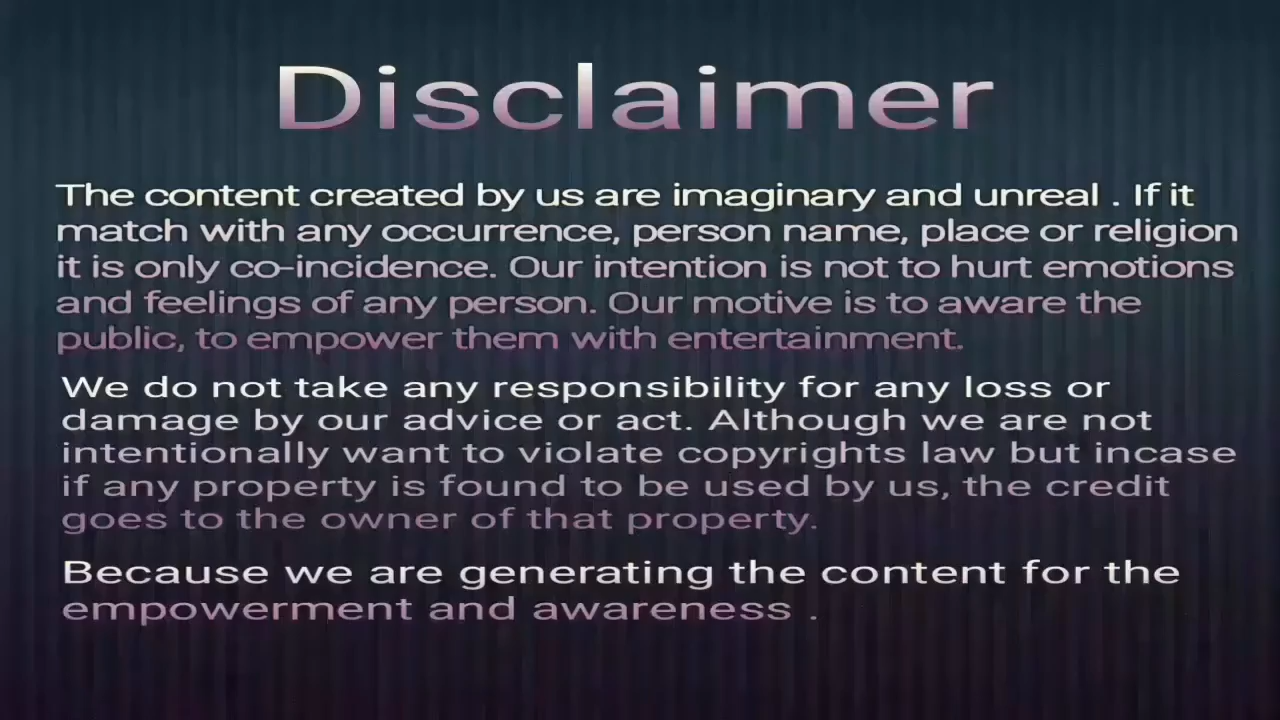 Disclaimer
The content created by us are imaginary and unreal . If it
match with any occurrence, person name, place or religion
it is only co-incidence. Our intention is not to hurt emotions
and feelings of any person. Our motive is to aware the
public, to empower them with entertainment.
We do not take any responsibility for any loss or
damage by our advice or act. Although we are not
intentionally want to violate copyrights law but incase
if any property is found to be used by us, the credit
goes to the owner of that property.
Because we are generating the content for the
empowerment and awareness .